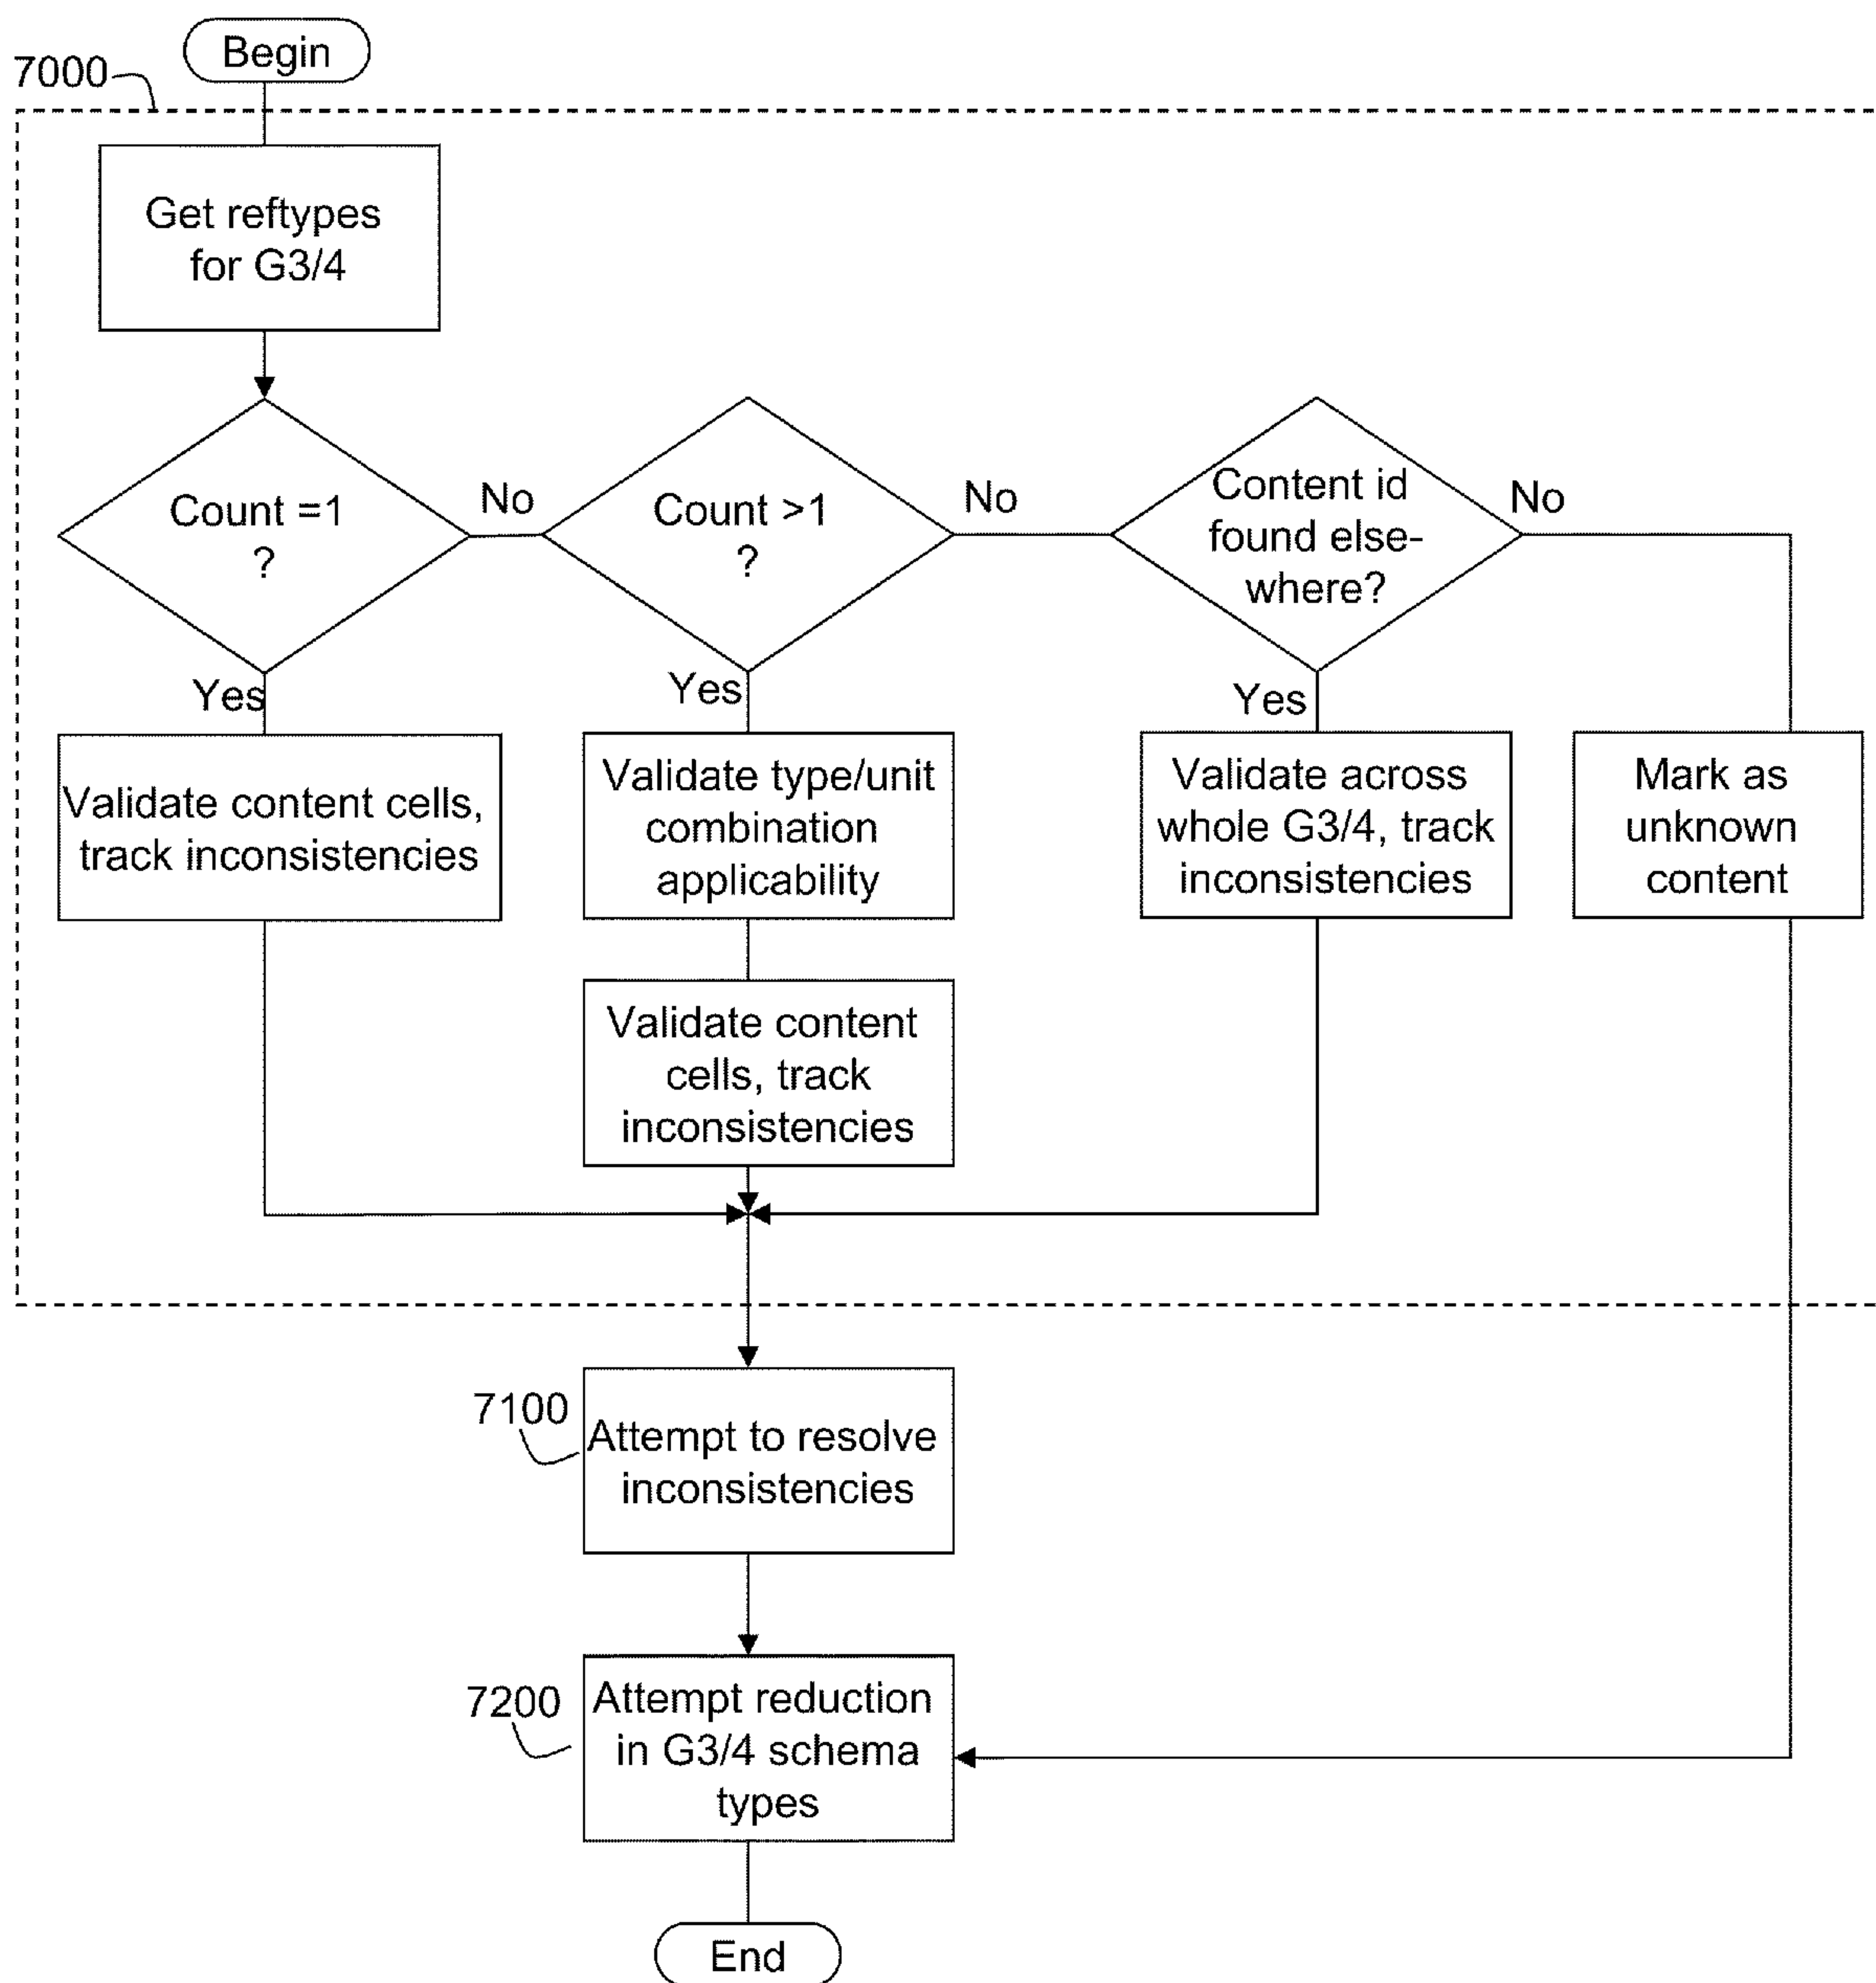 Begin
7000
Get reftypes
for G3/4
Count =1
?
No
Count >1
?
No
Content id
found else-
where?
No
Yes
Yes
Yes
Validate content cells,
track inconsistencies
Validate type/unit
combination
applicability
Validate across
whole G3/4, track
inconsistencies
Mark as
unknown
content
Validate content
cells, track
inconsistencies
7100
Attempt to resolve
inconsistencies
7200
Attempt reduction
in G3/4 schema
types
End